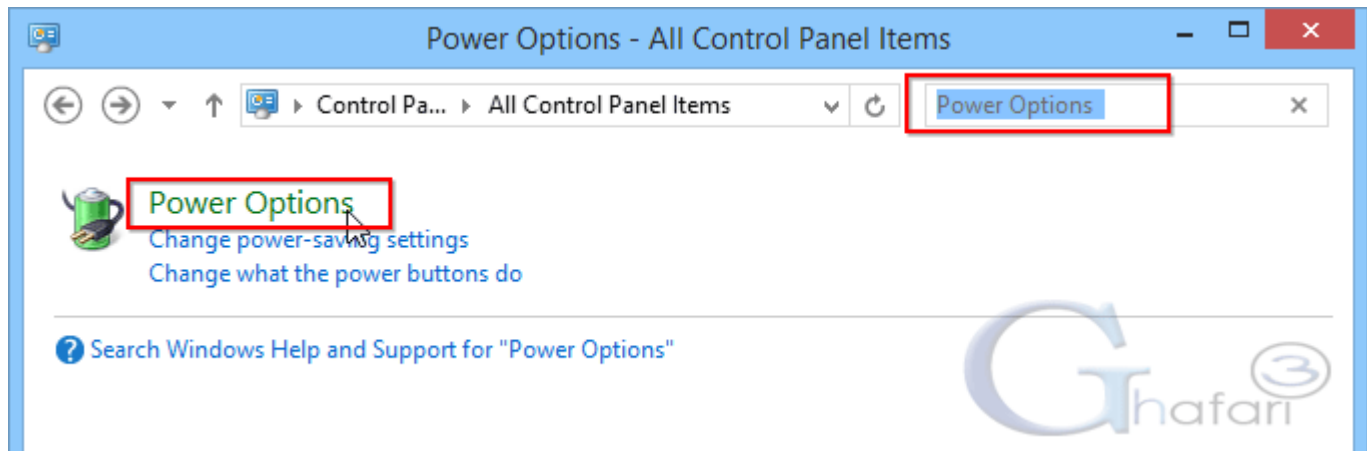 Power Options - All Control Panel Items
Control Pa... All Control Panel Items Power Options
Power Options
Change power-saving settings
Change what the power buttons do
Search Windows Help and Support for "Power Options"
Ghafari3